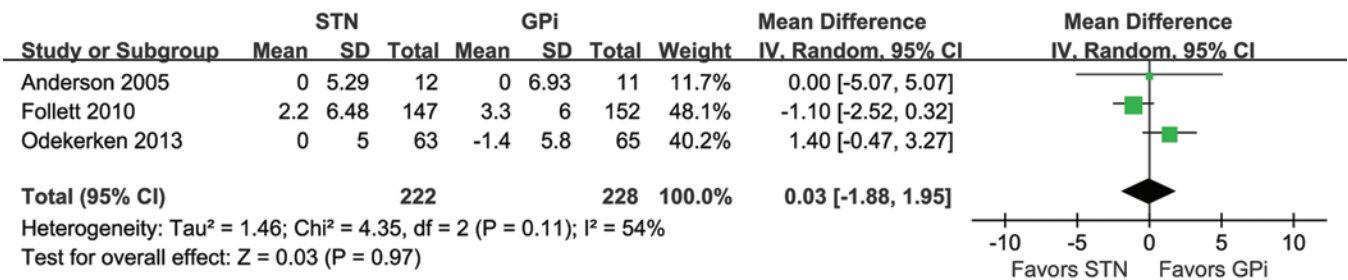 STN GPi Mean Difference Mean Difference
Study or Subgroup Mean SD Total Mean SD Total Weight IV, Random, 95% CI IV, Random, 95% CI
Anderson 2005 0 5.29 12 0 6.93 11 11.7% 0.00 [-5.07, 5.07]
Follett 2010 2.2 6.48 147 3.3 6 152 48.1% -1.10 [-2.52, 0.32]
Odekerken 2013 0 5 63 -1.4 5.8 65 40.2% 1.40 [-0.47, 3.27]
Total (95% CI) 222 228 100.0% 0.03 [-1.88, 1.95]
Heterogeneity: Tau² = 1.46; Chi² = 4.35, df = 2 (P = 0.11); I² = 54%
Test for overall effect: Z = 0.03 (P = 0.97)
-10 -5 0 5 10
Favors STN Favors GPi